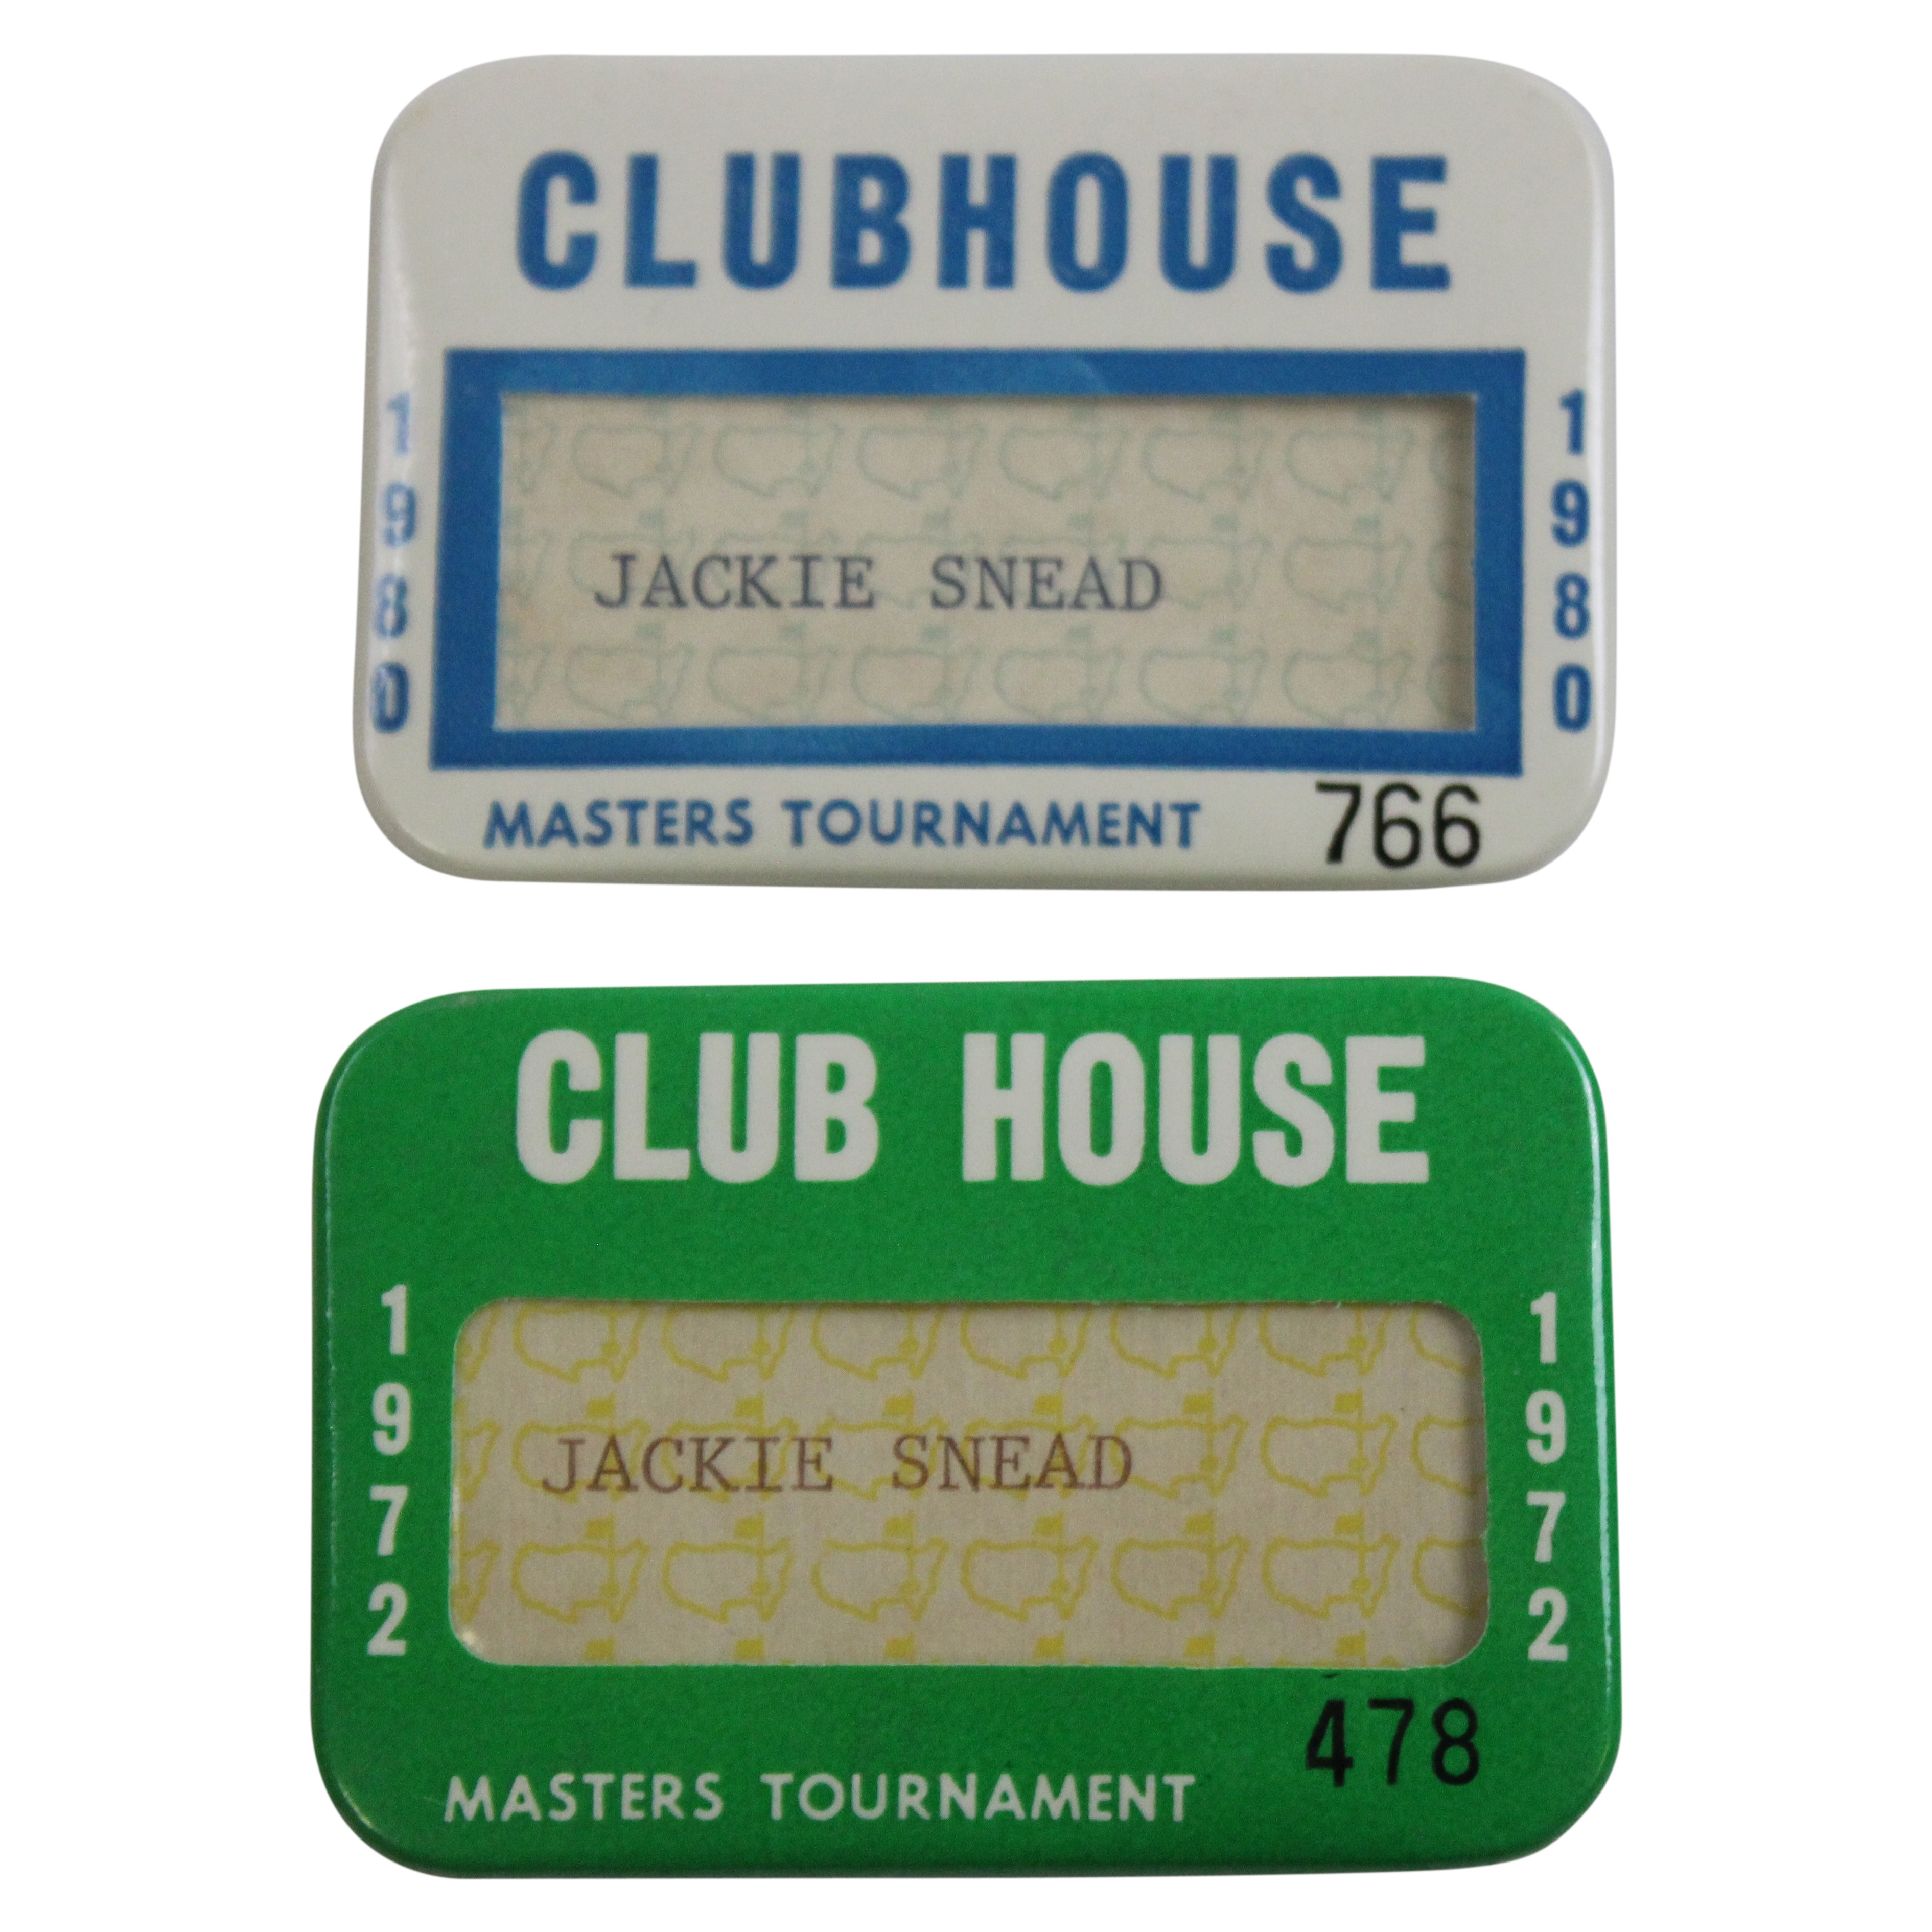 CLUBHOUSE
1980
JACKIE SNEAD
1980
MASTERS TOURNAMENT 766
CLUB HOUSE
1972
JACKIE SNEAD
1972
478
MASTERS TOURNAMENT